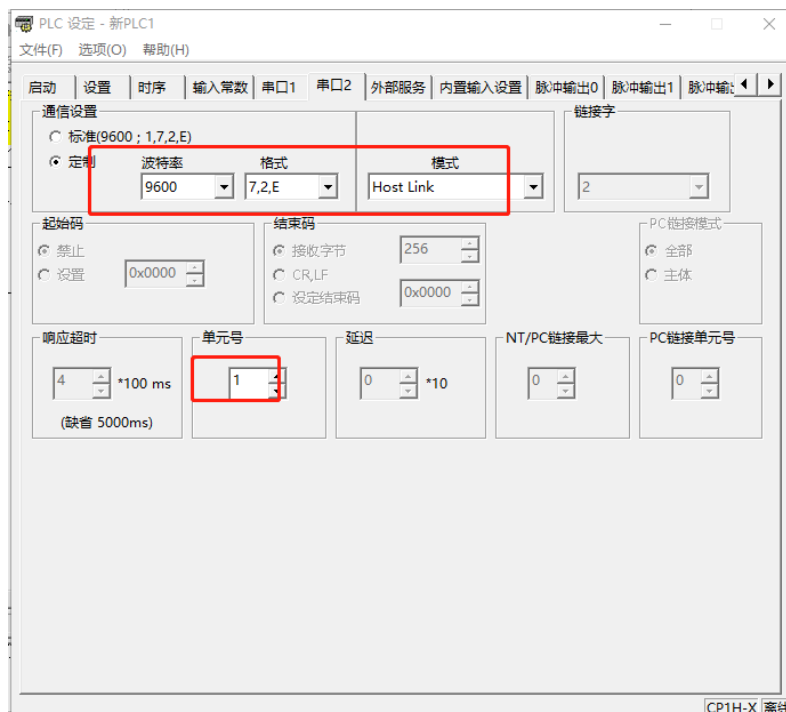 PLC 设定 - 新PLC1
文件(F) 选项(O) 帮助(H)
启动 设置 时序 输入常数 串口1 串口2 外部服务 内置输入设置 脉冲输出0 脉冲输出1 脉冲输
通信设置 链接字
标准(9600 ; 1,7,2,E)
定制 波特率 格式 模式
9600 7,2,E Host Link 2
起始码 结束码 PC链接模式
禁止 接收字节 256 全部
设置 0x0000 CR,LF 主体
设定结束码 0x0000
响应超时 单元号 延迟 NT/PC链接最大 PC链接单元号
4 *100 ms 1 0 *10 0 0
(缺省 5000ms)
CP1H-X 离线